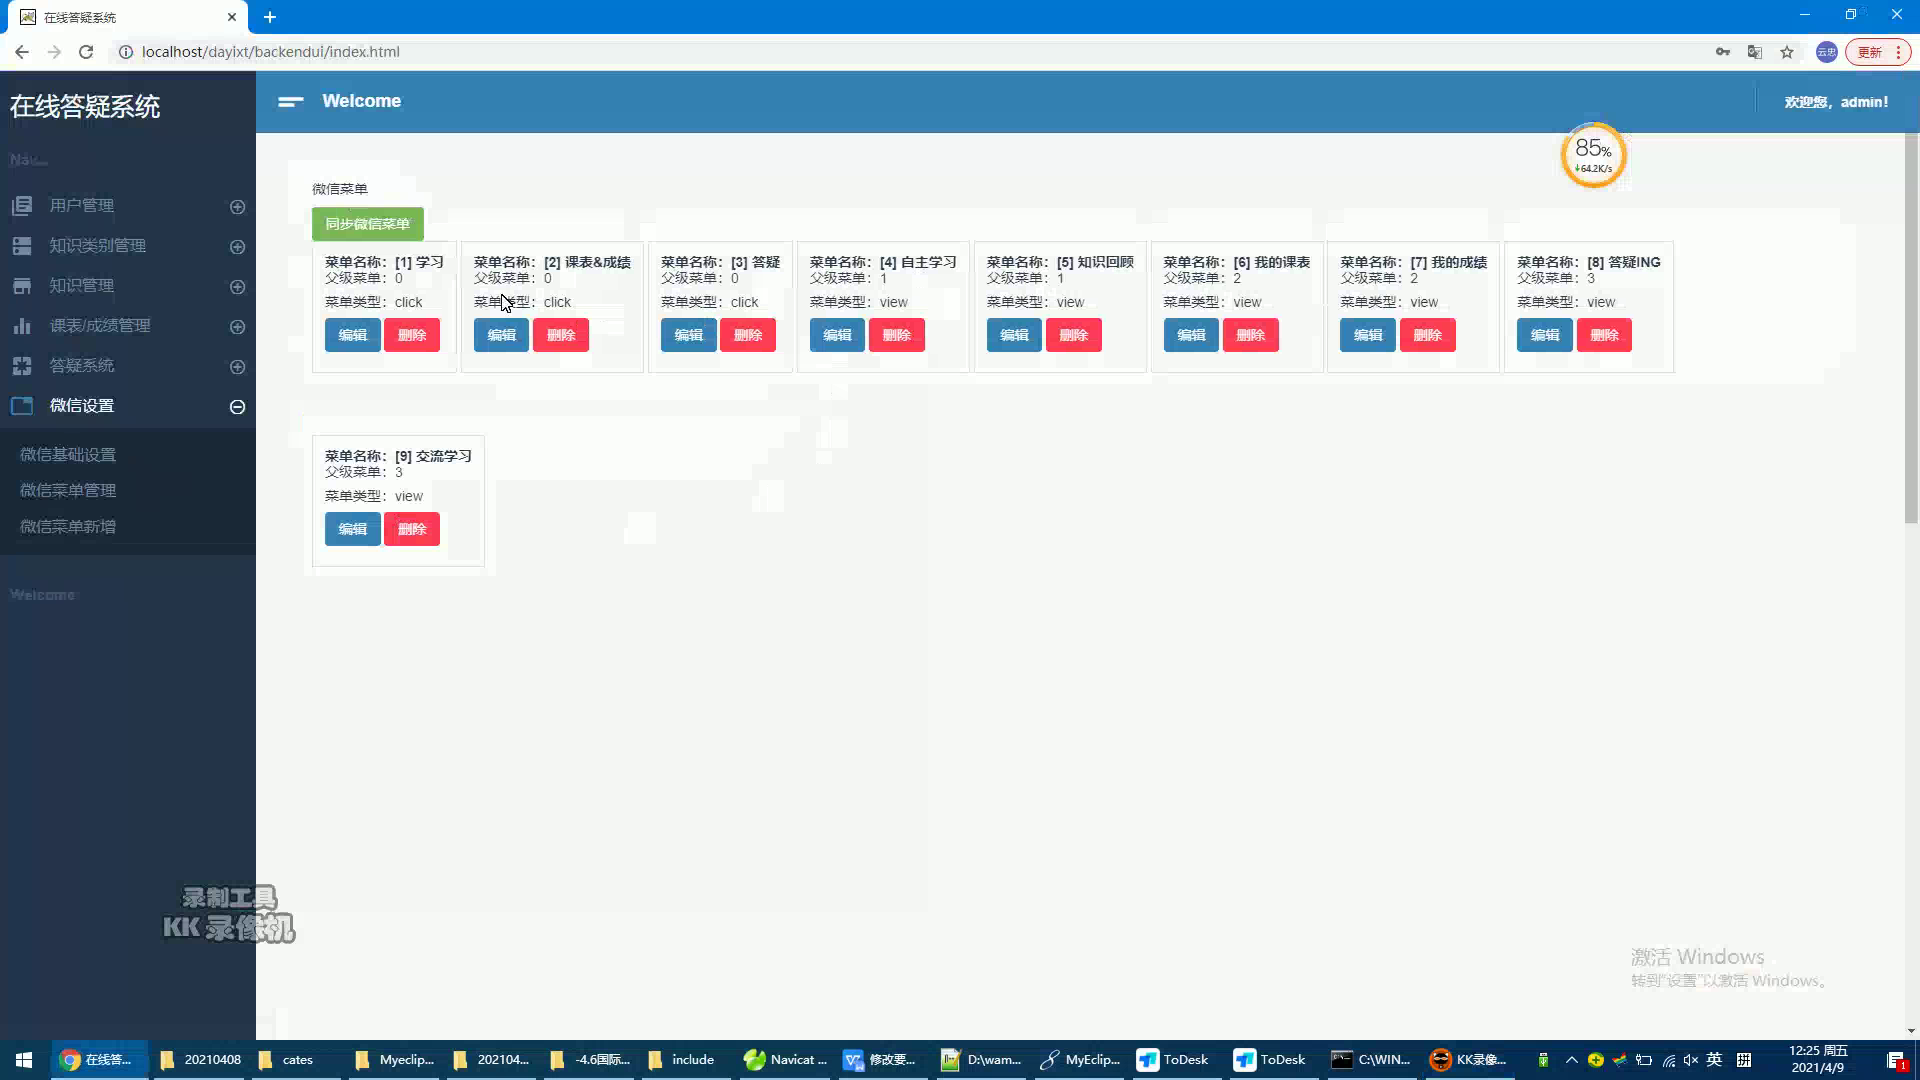 在线答疑系统
localhost/dayixt/backendui/index.html
云忠
更新
在线答疑系统
Welcome
欢迎您，admin!
Nav...
85%
64.2K/s
用户管理
知识类别管理
知识管理
课表/成绩管理
答疑系统
微信设置
微信基础设置
微信菜单管理
微信菜单新增
Welcome
微信菜单
同步微信菜单
菜单名称：[1] 学习
父级菜单：0
菜单类型：click
编辑 删除
菜单名称：[2] 课表&成绩
父级菜单：0
菜单类型：click
编辑 删除
菜单名称：[3] 答疑
父级菜单：0
菜单类型：click
编辑 删除
菜单名称：[4] 自主学习
父级菜单：1
菜单类型：view
编辑 删除
菜单名称：[5] 知识回顾
父级菜单：1
菜单类型：view
编辑 删除
菜单名称：[6] 我的课表
父级菜单：2
菜单类型：view
编辑 删除
菜单名称：[7] 我的成绩
父级菜单：2
菜单类型：view
编辑 删除
菜单名称：[8] 答疑ING
父级菜单：3
菜单类型：view
编辑 删除
菜单名称：[9] 交流学习
父级菜单：3
菜单类型：view
编辑 删除
录制工具
KK 录像机
激活 Windows
转到“设置”以激活 Windows。
在线答...
20210408
cates
Myeclip...
202104...
-4.6国际...
include
Navicat ...
修改要...
D:\wam...
MyEclip...
ToDesk
ToDesk
C:\WIN...
KK录像...
英
拼
12:25 周五
2021/4/9
1